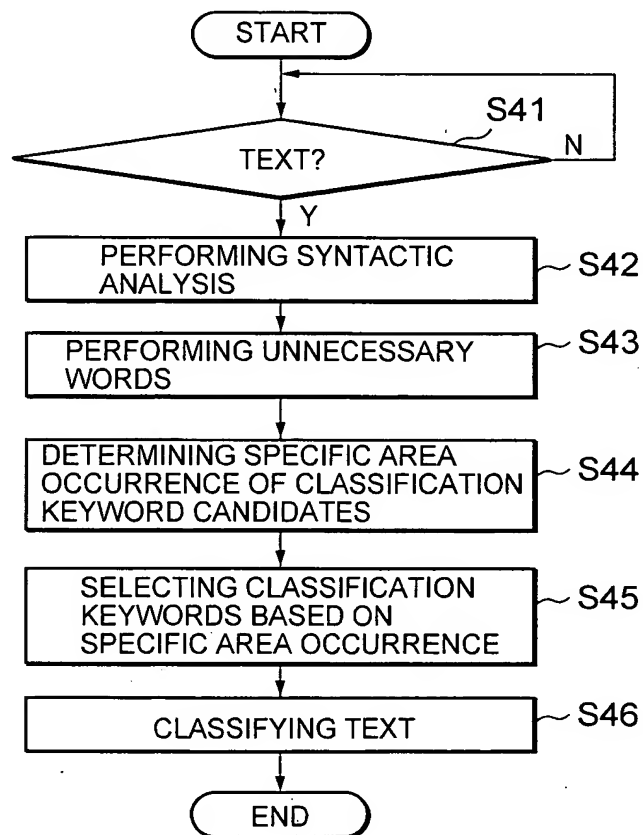 START
S41
TEXT?
N
Y
PERFORMING SYNTACTIC
ANALYSIS
S42
PERFORMING UNNECESSARY
WORDS
S43
DETERMINING SPECIFIC AREA
OCCURRENCE OF CLASSIFICATION
KEYWORD CANDIDATES
S44
SELECTING CLASSIFICATION
KEYWORDS BASED ON
SPECIFIC AREA OCCURRENCE
S45
CLASSIFYING TEXT
S46
END